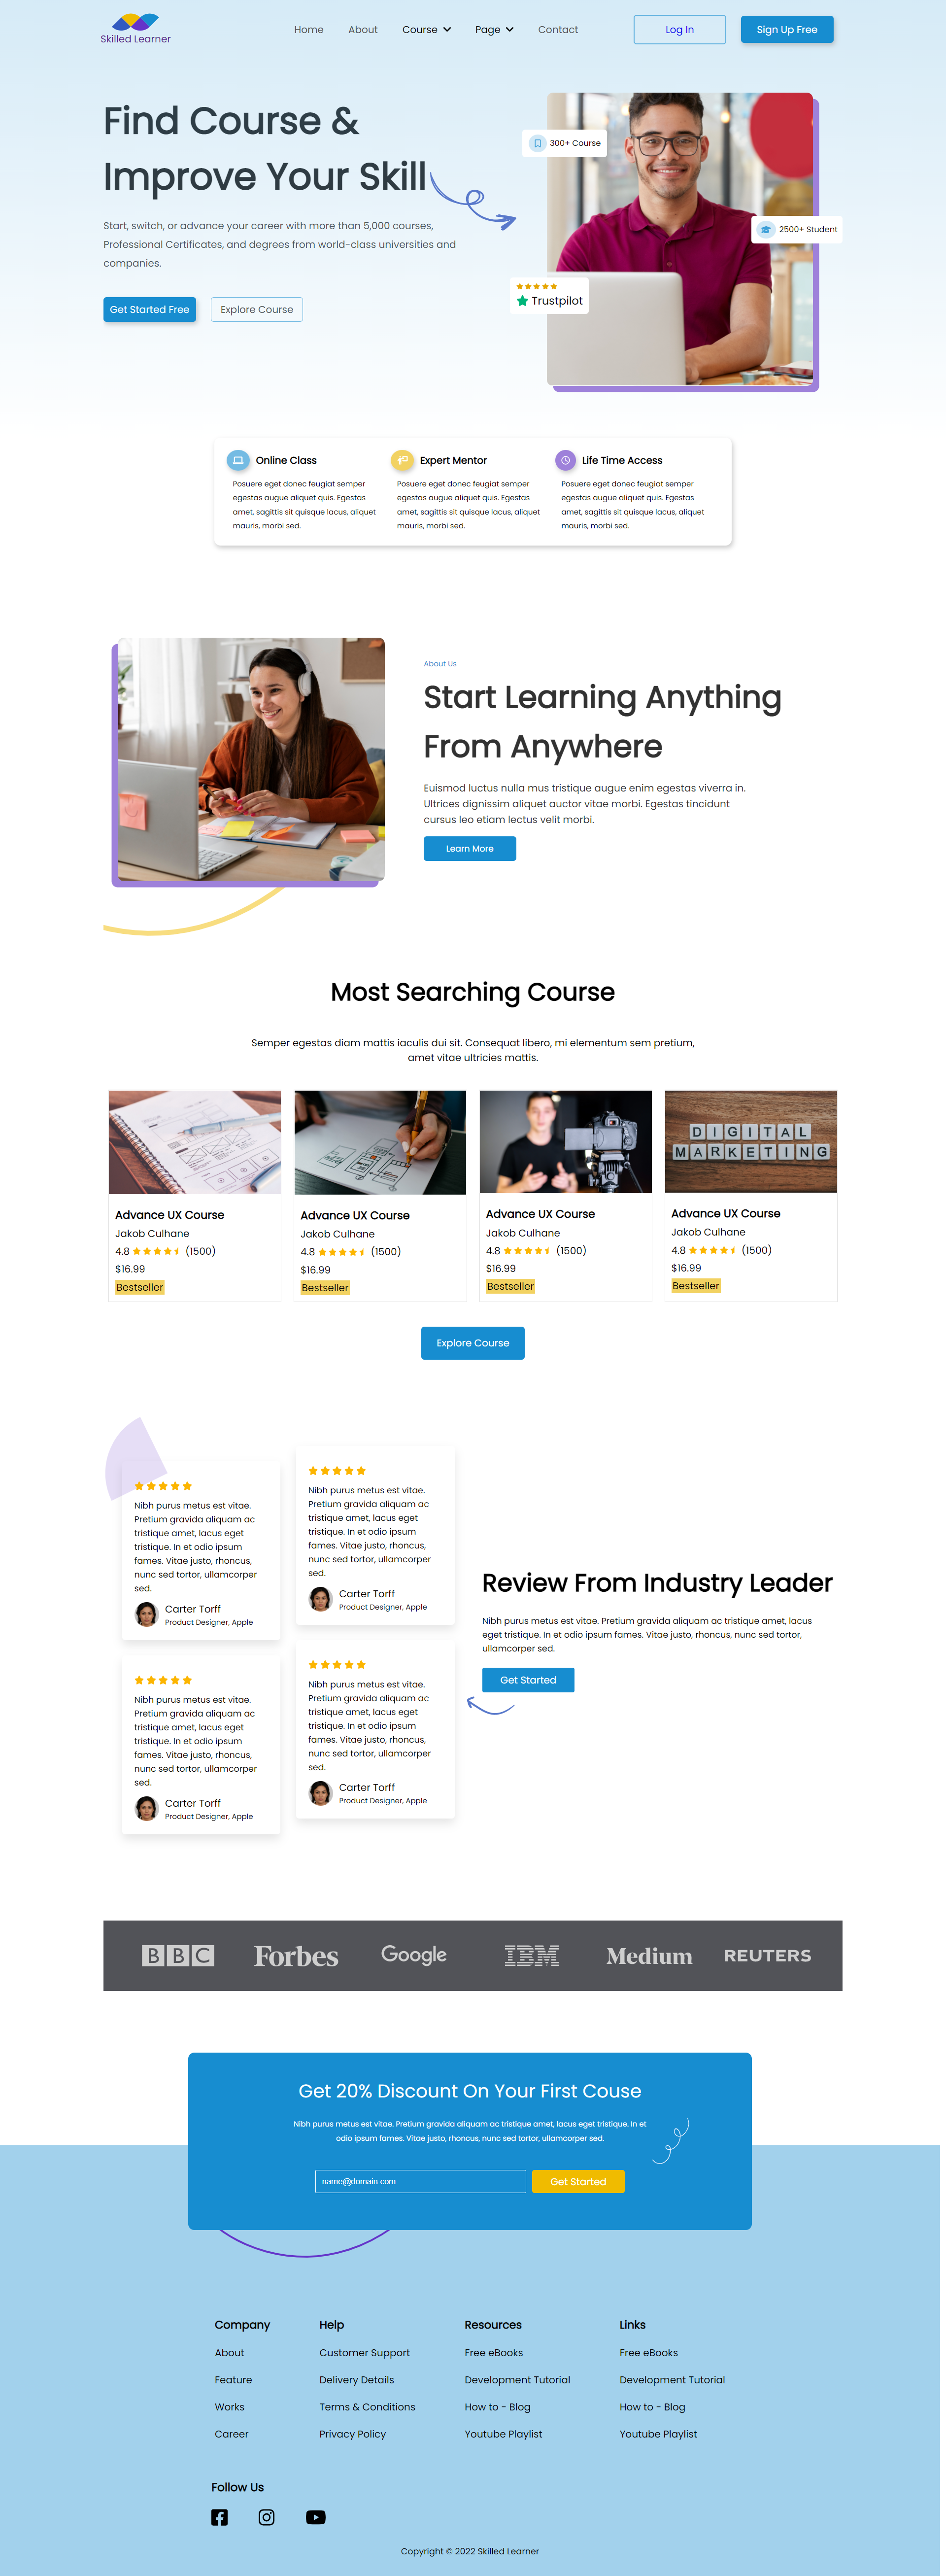 Skilled Learner
Home About Course Page Contact Log In Sign Up Free
Find Course &
Improve Your Skill
Start, switch, or advance your career with more than 5,000 courses,
Professional Certificates, and degrees from world-class universities and
companies.
Get Started Free Explore Course
300+ Course
2500+ Student
Trustpilot
Online Class
Posuere eget donec feugiat semper
egestas augue aliquet quis. Egestas
amet, sagittis sit quisque lacus, aliquet
mauris, morbi sed.
Expert Mentor
Posuere eget donec feugiat semper
egestas augue aliquet quis. Egestas
amet, sagittis sit quisque lacus, aliquet
mauris, morbi sed.
Life Time Access
Posuere eget donec feugiat semper
egestas augue aliquet quis. Egestas
amet, sagittis sit quisque lacus, aliquet
mauris, morbi sed.
About Us
Start Learning Anything
From Anywhere
Euismod luctus nulla mus tristique augue enim egestas viverra in.
Ultrices dignissim aliquet auctor vitae morbi. Egestas tincidunt
cursus leo etiam lectus velit morbi.
Learn More
Most Searching Course
Semper egestas diam mattis iaculis dui sit. Consequat libero, mi elementum sem pretium,
amet vitae ultricies mattis.
Advance UX Course
Jakob Culhane
4.8 (1500)
$16.99
Bestseller
Advance UX Course
Jakob Culhane
4.8 (1500)
$16.99
Bestseller
Advance UX Course
Jakob Culhane
4.8 (1500)
$16.99
Bestseller
DIGITAL
MARKETING
Advance UX Course
Jakob Culhane
4.8 (1500)
$16.99
Bestseller
Explore Course
Nibh purus metus est vitae.
Pretium gravida aliquam ac
tristique amet, lacus eget
tristique. In et odio ipsum
fames. Vitae justo, rhoncus,
nunc sed tortor, ullamcorper
sed.
Carter Torff
Product Designer, Apple
Nibh purus metus est vitae.
Pretium gravida aliquam ac
tristique amet, lacus eget
tristique. In et odio ipsum
fames. Vitae justo, rhoncus,
nunc sed tortor, ullamcorper
sed.
Carter Torff
Product Designer, Apple
Nibh purus metus est vitae.
Pretium gravida aliquam ac
tristique amet, lacus eget
tristique. In et odio ipsum
fames. Vitae justo, rhoncus,
nunc sed tortor, ullamcorper
sed.
Carter Torff
Product Designer, Apple
Nibh purus metus est vitae.
Pretium gravida aliquam ac
tristique amet, lacus eget
tristique. In et odio ipsum
fames. Vitae justo, rhoncus,
nunc sed tortor, ullamcorper
sed.
Carter Torff
Product Designer, Apple
Review From Industry Leader
Nibh purus metus est vitae. Pretium gravida aliquam ac tristique amet, lacus
eget tristique. In et odio ipsum fames. Vitae justo, rhoncus, nunc sed tortor,
ullamcorper sed.
Get Started
BBC Forbes Google IBM Medium REUTERS
Get 20% Discount On Your First Couse
Nibh purus metus est vitae. Pretium gravida aliquam ac tristique amet, lacus eget tristique. In et
odio ipsum fames. Vitae justo, rhoncus, nunc sed tortor, ullamcorper sed.
name@domain.com Get Started
Company
About
Feature
Works
Career
Help
Customer Support
Delivery Details
Terms & Conditions
Privacy Policy
Resources
Free eBooks
Development Tutorial
How to - Blog
Youtube Playlist
Links
Free eBooks
Development Tutorial
How to - Blog
Youtube Playlist
Follow Us
Copyright © 2022 Skilled Learner